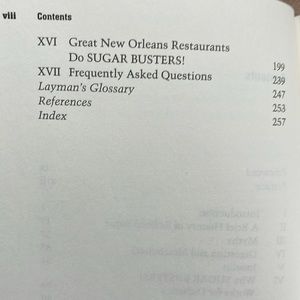 viii Contents
XVI Great New Orleans Restaurants
Do SUGAR BUSTERS! 199
XVII Frequently Asked Questions 239
Layman's Glossary 247
References 253
Index 257